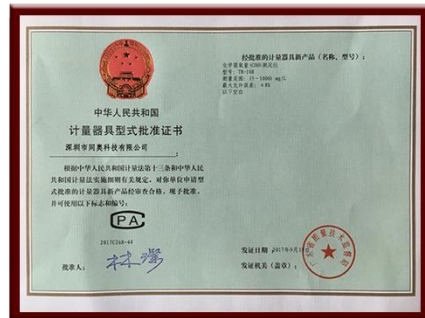 中华人民共和国
计量器具型式批准证书
深圳市同奥科技有限公司:
根据中华人民共和国计量法第十三条和中华人民
共和国计量法实施细则有关规定，对你单位申请型
式批准的计量器具新产品经审查合格，现予批准，
并可使用以下标志和编号:
CPA
2017C248-44
批准人:
经批准的计量器具新产品（名称、型号）:
以下空白
发证日期:
发证机关（盖章）: